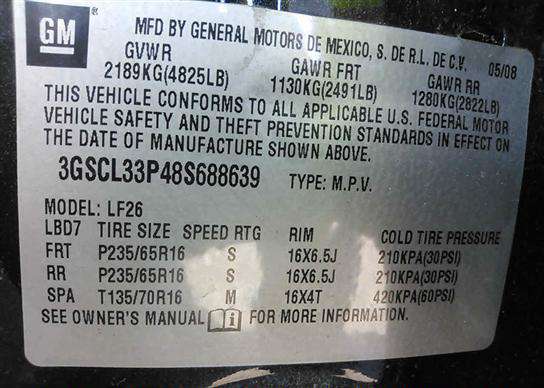 GM
MFD BY GENERAL MOTORS DE MEXICO, S. DE R.L. DE C.V.
GVWR GAWR FRT GAWR RR 05/08
2189KG(4825LB) 1130KG(2491LB) 1280KG(2822LB)
THIS VEHICLE CONFORMS TO ALL APPLICABLE U.S. FEDERAL MOTOR
VEHICLE SAFETY AND THEFT PREVENTION STANDARDS IN EFFECT ON
THE DATE OF MANUFACTURE SHOWN ABOVE.
3GSCL33P48S688639 TYPE: M.P.V.
MODEL: LF26
LBD7 TIRE SIZE SPEED RTG RIM COLD TIRE PRESSURE
FRT P235/65R16 S 16X6.5J 210KPA(30PSI)
RR P235/65R16 S 16X6.5J 210KPA(30PSI)
SPA T135/70R16 M 16X4T 420KPA(60PSI)
SEE OWNER'S MANUAL i FOR MORE INFORMATION.